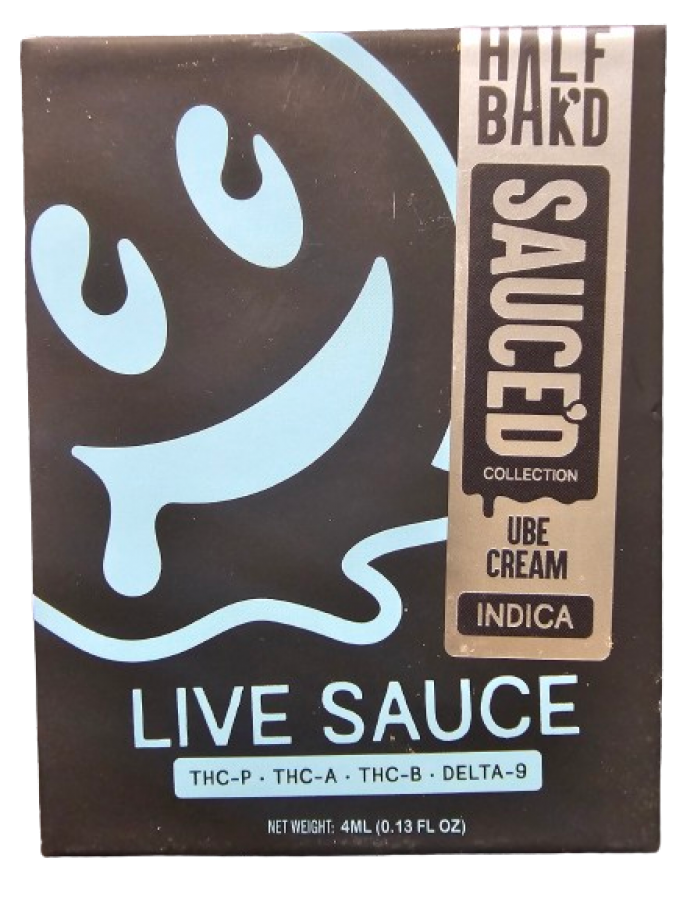 HALF
BAK'D
SAUCE'D
COLLECTION
UBE
CREAM
INDICA
LIVE SAUCE
THC-P · THC-A · THC-B · DELTA-9
NET WEIGHT: 4ML (0.13 FL OZ)